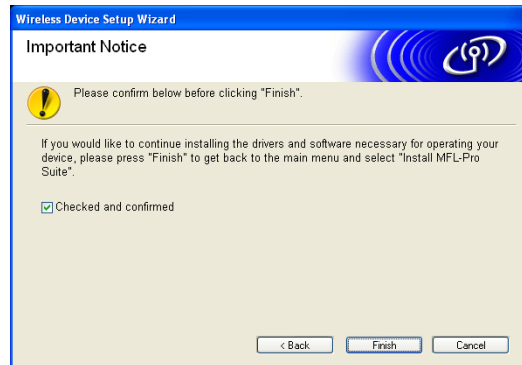 Wireless Device Setup Wizard
Important Notice
Please confirm below before clicking "Finish".
If you would like to continue installing the drivers and software necessary for operating your
device, please press "Finish" to get back to the main menu and select "Install MFL-Pro
Suite".
Checked and confirmed
< Back Finish Cancel